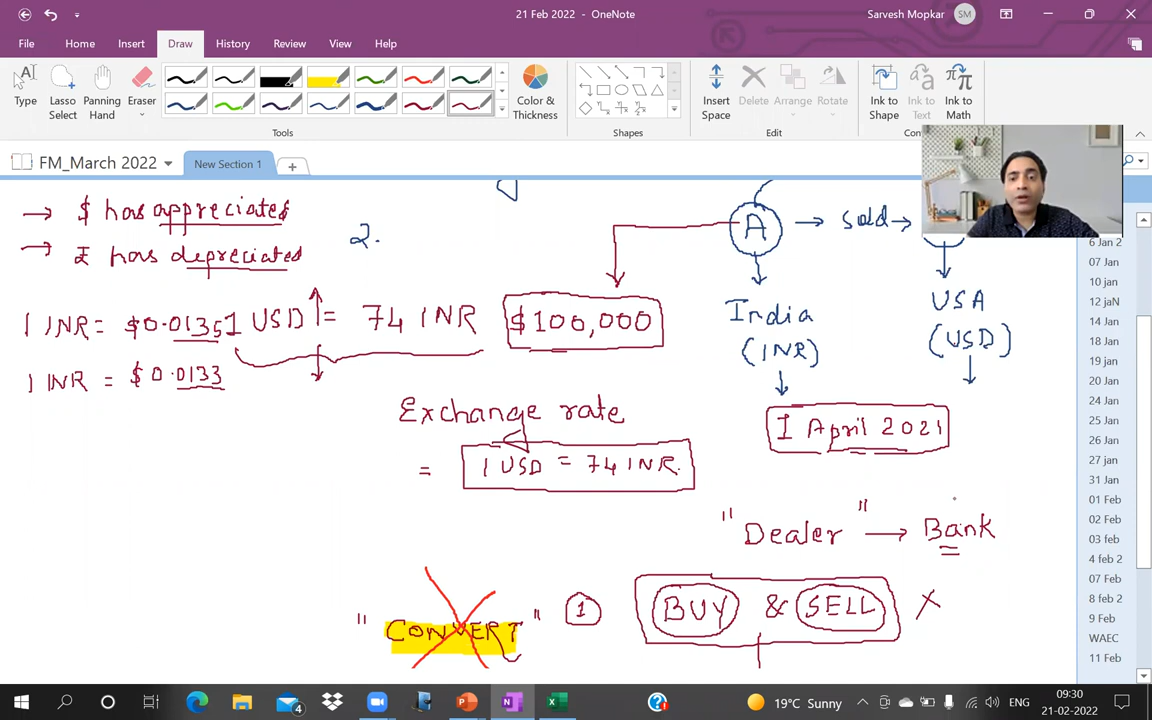 21 Feb 2022 - OneNote
Sarvesh Mopkar SM
File Home Insert Draw History Review View Help
Type
Lasso Select
Panning Hand
Eraser
Color & Thickness
Insert Space
Delete
Arrange
Rotate
Ink to Shape
Ink to Text
Ink to Math
Tools
Shapes
Edit
FM_March 2022
New Section 1
→ $ has appreciated
→ ₹ has depreciated
2.
1 INR = $0.0135
1 USD = 74 INR
$100,000
1 INR = $0.0133
A → sold →
India
(INR)
USA
(USD)
1 April 2021
Exchange rate
= 1 USD = 74 INR
"Dealer" → Bank
"CONVERT"
1 BUY & SELL X
6 Jan 2
07 Jan
10 jan
12 jaN
14 Jan
18 Jan
19 jan
20 Jan
24 Jan
25 Jan
26 Jan
27 jan
31 Jan
01 Feb
02 Feb
03 feb
4 feb 2
07 Feb
8 feb 2
9 Feb
WAEC
11 Feb
4
19°C Sunny
ENG
09:30
21-02-2022